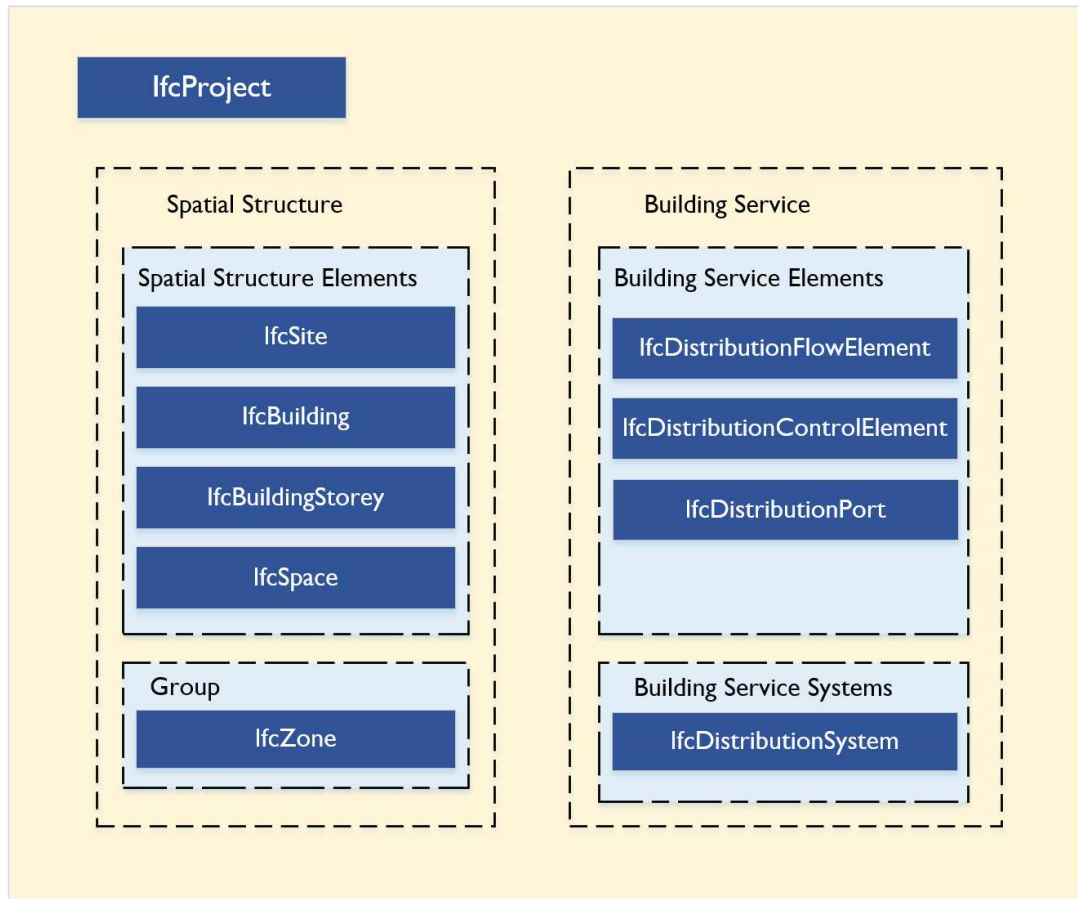 IfcProject
Spatial Structure
Spatial Structure Elements
IfcSite
IfcBuilding
IfcBuildingStorey
IfcSpace
Group
IfcZone
Building Service
Building Service Elements
IfcDistributionFlowElement
IfcDistributionControlElement
IfcDistributionPort
Building Service Systems
IfcDistributionSystem